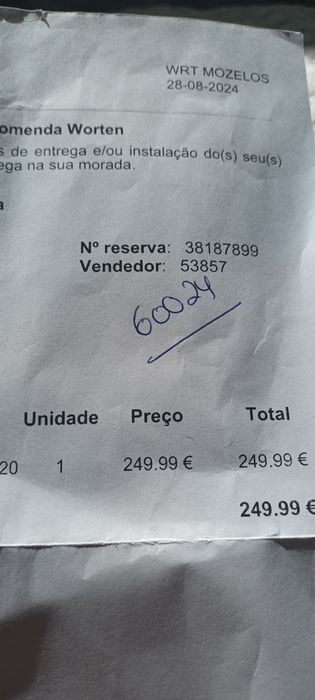 WRT MOZELOS
28-08-2024
omenda Worten
s de entrega e/ou instalação do(s) seu(s)
ega na sua morada.
a
Nº reserva: 38187899
Vendedor: 53857
60024
Unidade Preço Total
20 1 249.99 € 249.99 €
249.99 €